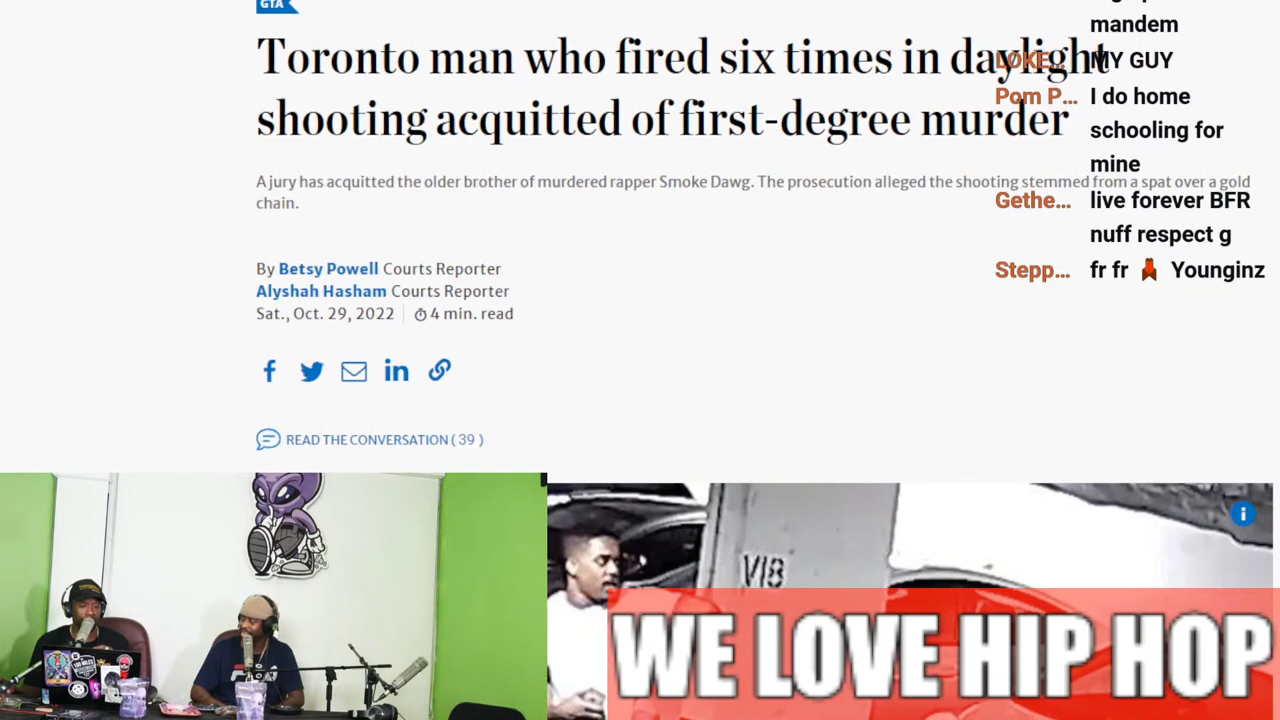 GTA
Toronto man who fired six times in daylight
shooting acquitted of first-degree murder
A jury has acquitted the older brother of murdered rapper Smoke Dawg. The prosecution alleged the shooting stemmed from a spat over a gold
chain.
By Betsy Powell Courts Reporter
Alyshah Hasham Courts Reporter
Sat., Oct. 29, 2022
4 min. read
READ THE CONVERSATION ( 39 )
mandem
LOKE... MY GUY
Pom P... I do home
schooling for
mine
Gethe... live forever BFR
nuff respect g
Stepp... fr fr Younginz
V18
WE LOVE HIP HOP